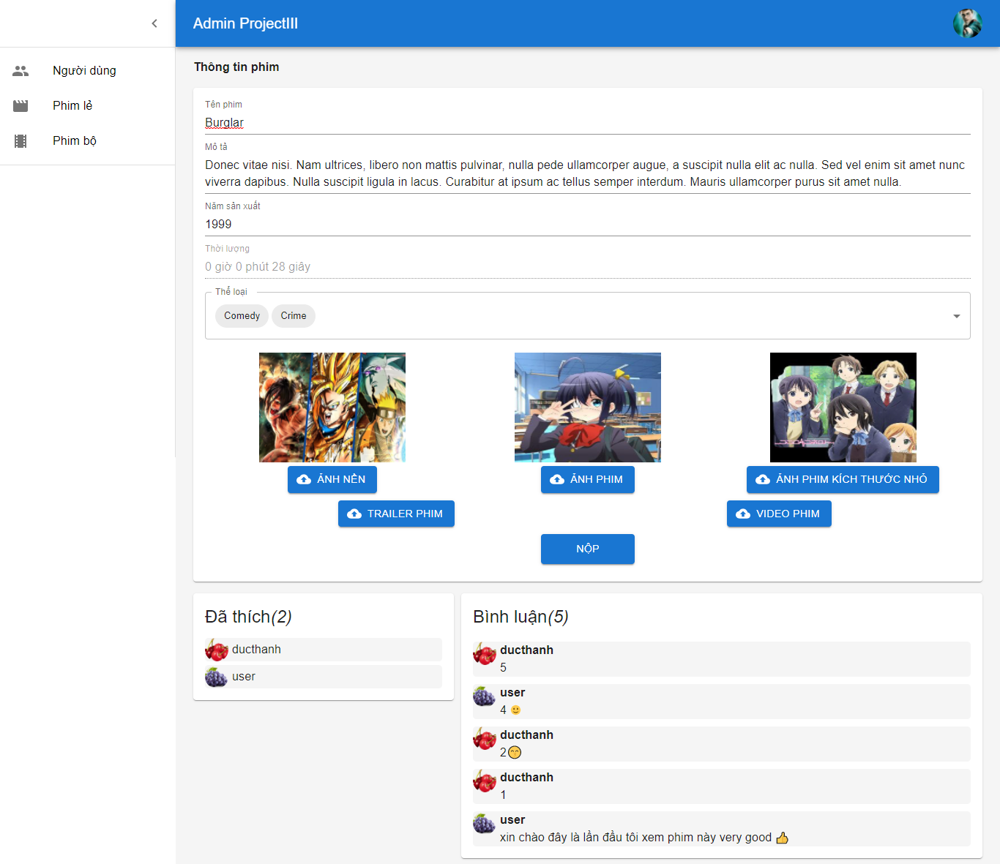 Admin ProjectIII
Người dùng
Phim lẻ
Phim bộ
Thông tin phim
Tên phim
Burglar
Mô tả
Donec vitae nisi. Nam ultrices, libero non mattis pulvinar, nulla pede ullamcorper augue, a suscipit nulla elit ac nulla. Sed vel enim sit amet nunc
viverra dapibus. Nulla suscipit ligula in lacus. Curabitur at ipsum ac tellus semper interdum. Mauris ullamcorper purus sit amet nulla.
Năm sản xuất
1999
Thời lượng
0 giờ 0 phút 28 giây
Thể loại
Comedy Crime
ẢNH NỀN
ẢNH PHIM
ẢNH PHIM KÍCH THƯỚC NHỎ
TRAILER PHIM
VIDEO PHIM
NỘP
Đã thích(2)
ducthanh
user
Bình luận(5)
ducthanh
5
user
4 🙂
ducthanh
2😙
ducthanh
1
user
xin chào đây là lần đầu tôi xem phim này very good 👍